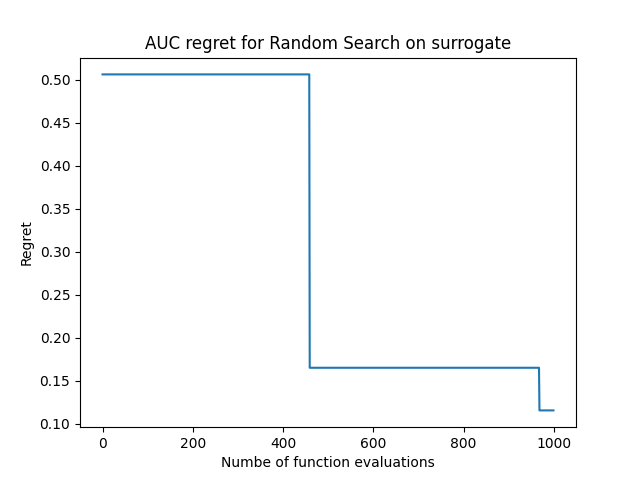 AUC regret for Random Search on surrogate
0.50
0.45
0.40
0.35
0.30
0.25
0.20
0.15
0.10
Regret
0 200 400 600 800 1000
Numbe of function evaluations